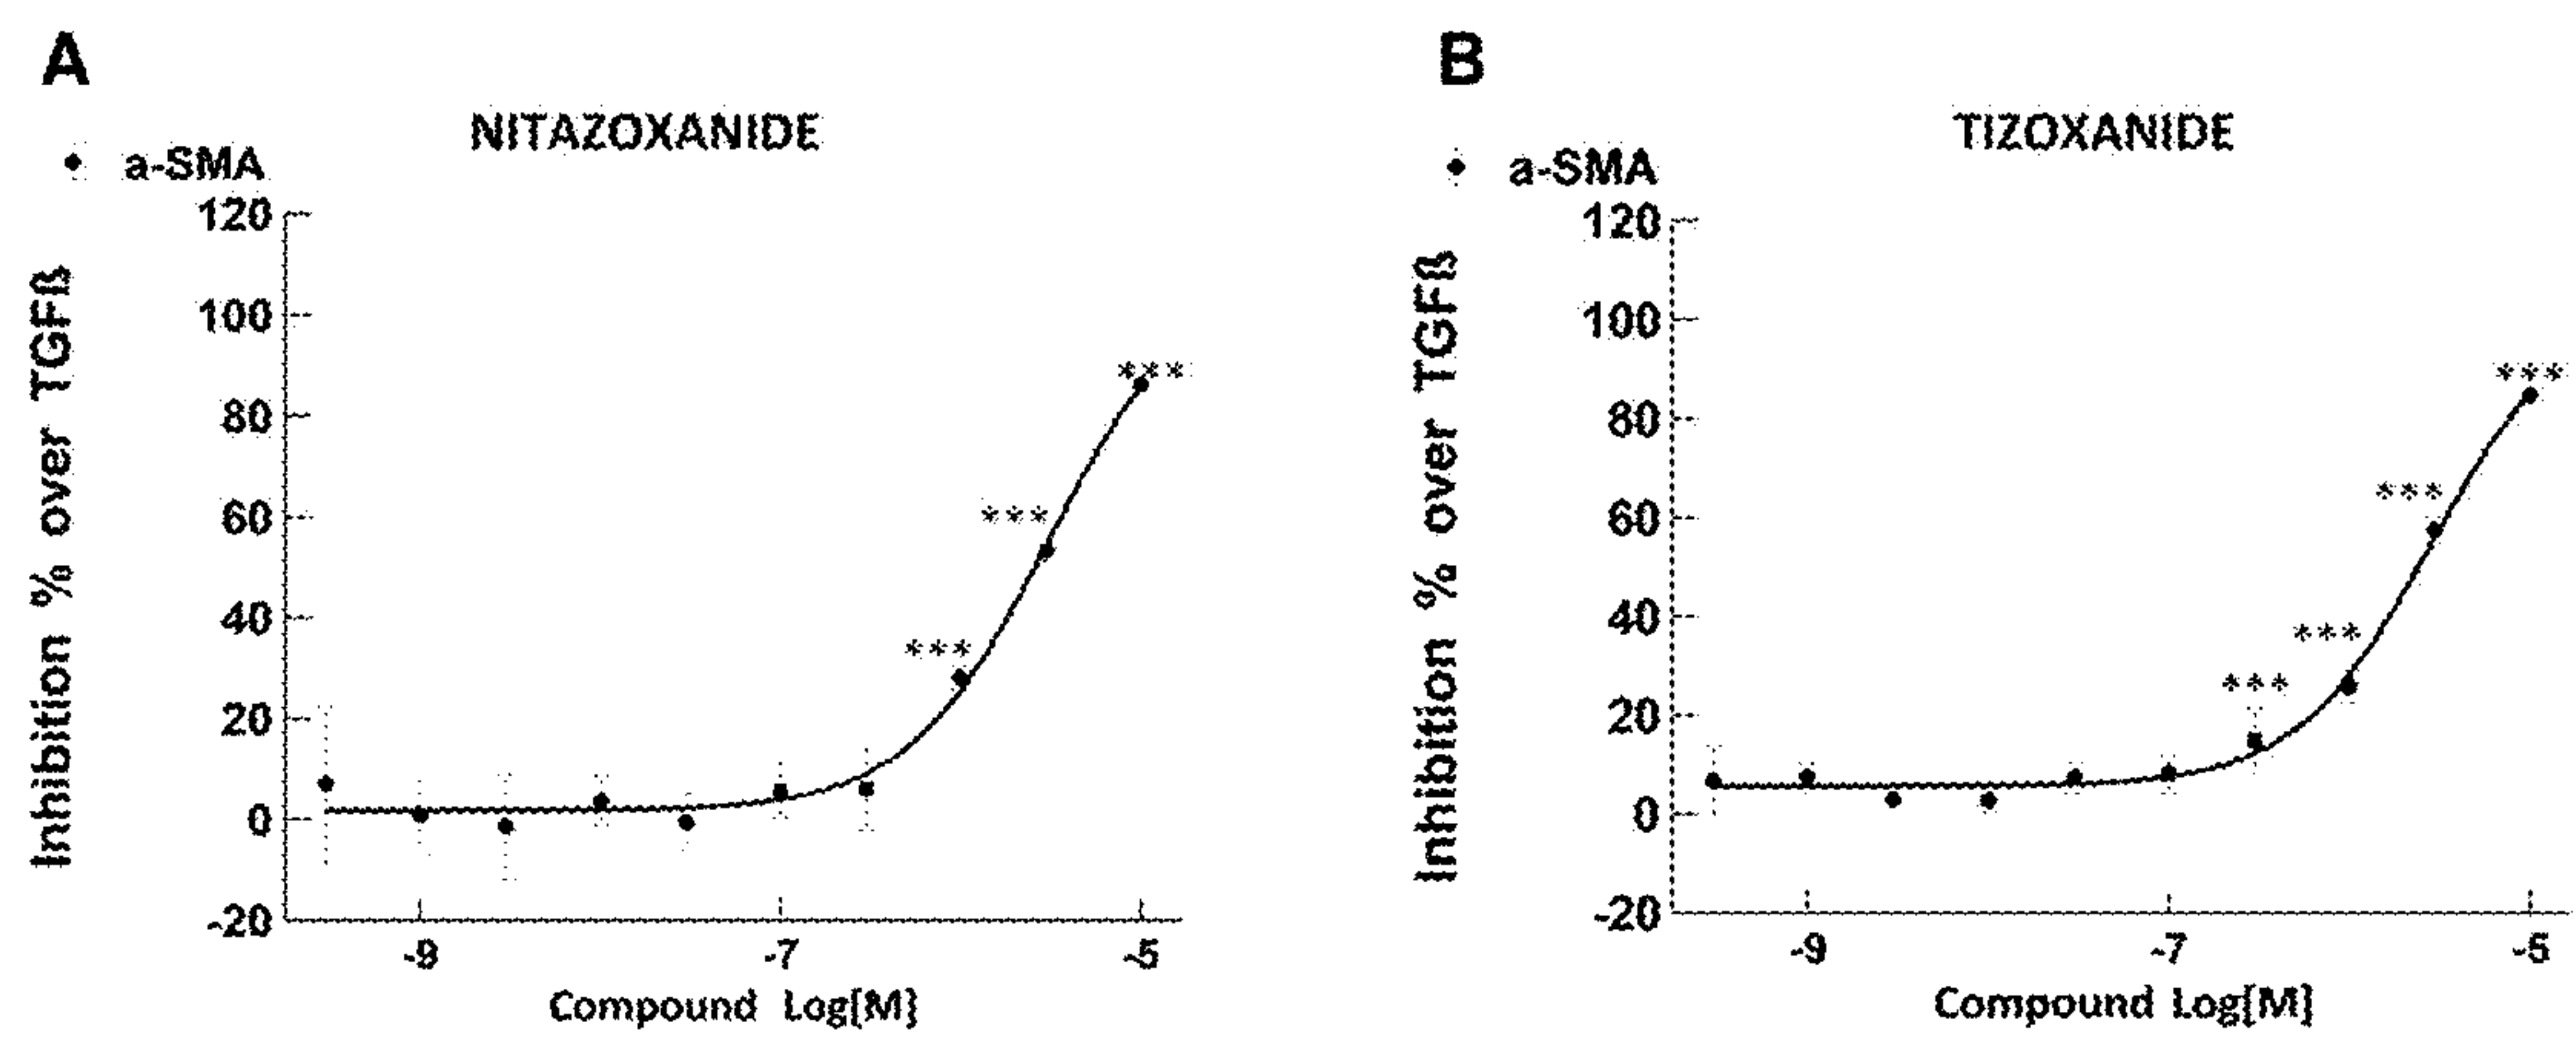 A
NITAZOXANIDE
a-SMA
120
100
80
60
40
20
0
-20
Inhibition % over TGFß
***
***
***
-9
-7
-5
Compound Log[M]
B
TIZOXANIDE
a-SMA
120
100
80
60
40
20
0
-20
Inhibition % over TGFß
***
***
***
***
-9
-7
-5
Compound Log[M]